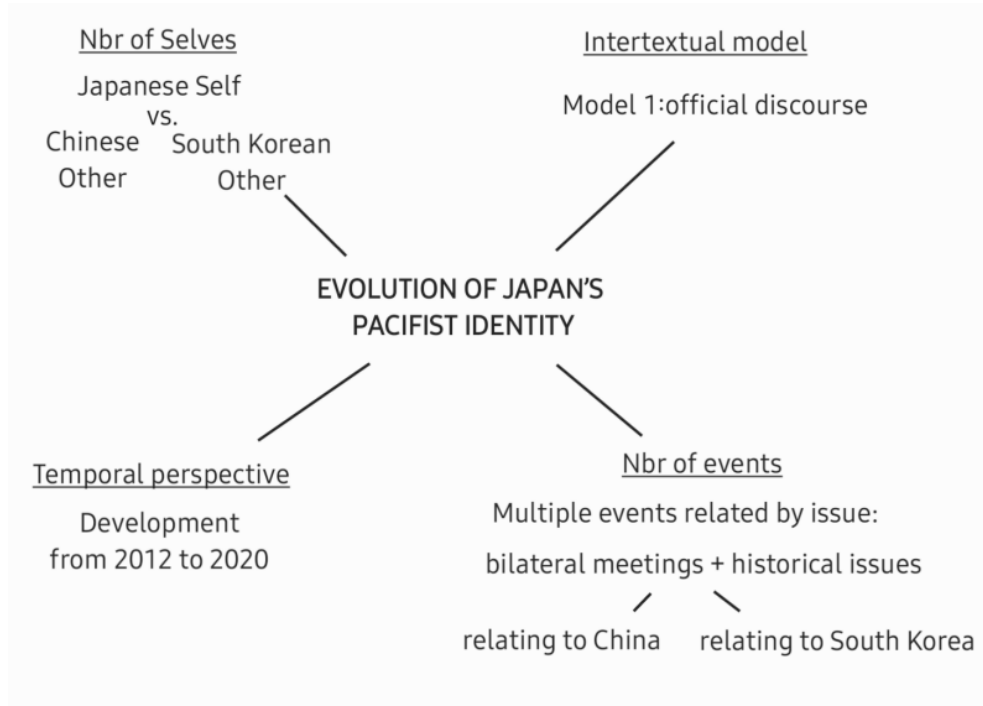 Nbr of Selves
Japanese Self
vs.
Chinese
Other
South Korean
Other
Intertextual model
Model 1:official discourse
EVOLUTION OF JAPAN'S
PACIFIST IDENTITY
Temporal perspective
Development
from 2012 to 2020
Nbr of events
Multiple events related by issue:
bilateral meetings + historical issues
relating to China
relating to South Korea